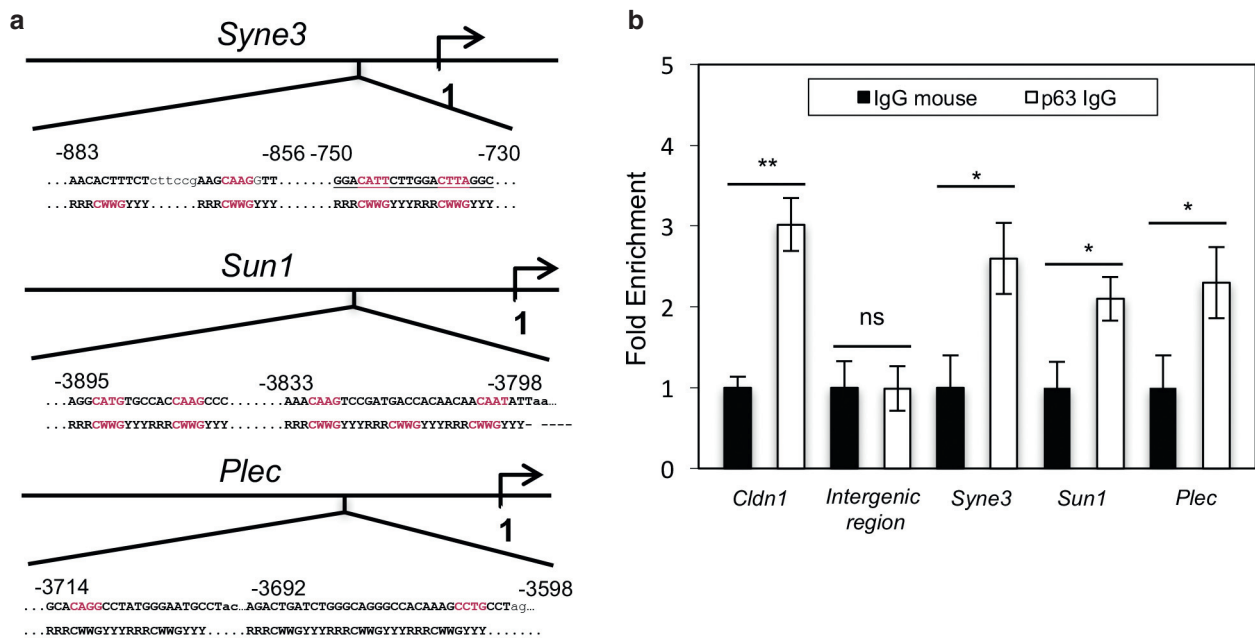 a
Syne3
1
-883 -856 -750 -730
...AACACTTTCTcttccgAAGCAAGGTT.......GGACATTCTTGGACTTAGGC...
...RRRCWWGYYY RRRCWWGYYY....... RRRCWWGYYYRRRCWWGYYY...
Sun1
1
-3895 -3833 -3798
...AGGCATGTGCCACCAAGCCC........AAACAAGTCCGATGACCACAACAACAATATTaa...
...RRRCWWGYYYRRRCWWGYYY........RRRCWWGYYYRRRCWWGYYYRRRCWWGYYY- ----
Plec
1
-3714 -3692 -3598
...GCACAGGCCTATGGGAATGCCTac...AGACTGATCTGGGCAGGGCCACAAAGCCTGCCTag...
...RRRCWWGYYYRRRCWWGYYY.....RRRCWWGYYYRRRCWWGYYYRRRCWWGYYY.......
b
5
4
3
2
1
0
Fold Enrichment
IgG mouse p63 IgG
**
ns
*
*
*
Cldn1
Intergenic
region
Syne3
Sun1
Plec